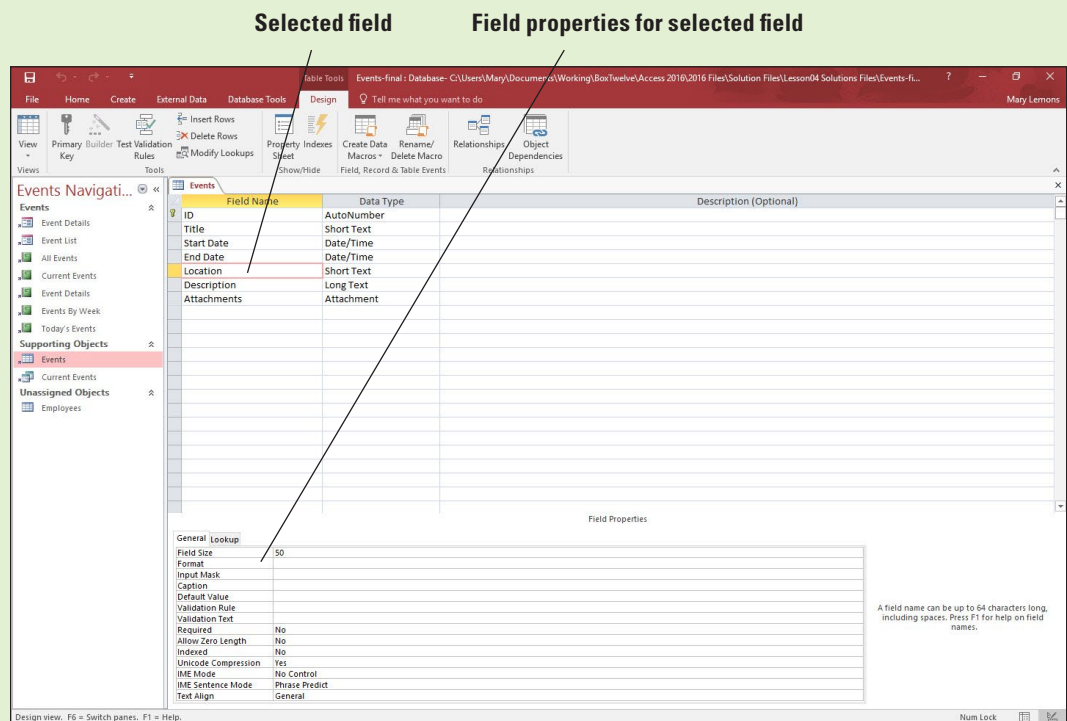 Selected field Field properties for selected field
Table Tools Events-final : Database- C:\Users\Mary\Documents\Working\BoxTwelve\Access 2016\2016 Files\Solution Files\Lesson04 Solutions Files\Events-fi... ?
File Home Create External Data Database Tools Design Tell me what you want to do Mary Lemons
View Primary Key Builder Test Validation Rules Insert Rows Delete Rows Modify Lookups Property Sheet Indexes Create Data Macros Rename/ Delete Macro Relationships Object Dependencies
Views Tools Show/Hide Field, Record & Table Events Relationships
Events Navigati...
Events
Event Details
Event List
All Events
Current Events
Event Details
Events By Week
Today's Events
Supporting Objects
Events
Current Events
Unassigned Objects
Employees
Events
Field Name Data Type Description (Optional)
ID AutoNumber
Title Short Text
Start Date Date/Time
End Date Date/Time
Location Short Text
Description Long Text
Attachments Attachment
Field Properties
General Lookup
Field Size 50
Format
Input Mask
Caption
Default Value
Validation Rule
Validation Text
Required No
Allow Zero Length No
Indexed No
Unicode Compression Yes
IME Mode No Control
IME Sentence Mode Phrase Predict
Text Align General
A field name can be up to 64 characters long,
including spaces. Press F1 for help on field
names.
Design view. F6 = Switch panes. F1 = Help. Num Lock